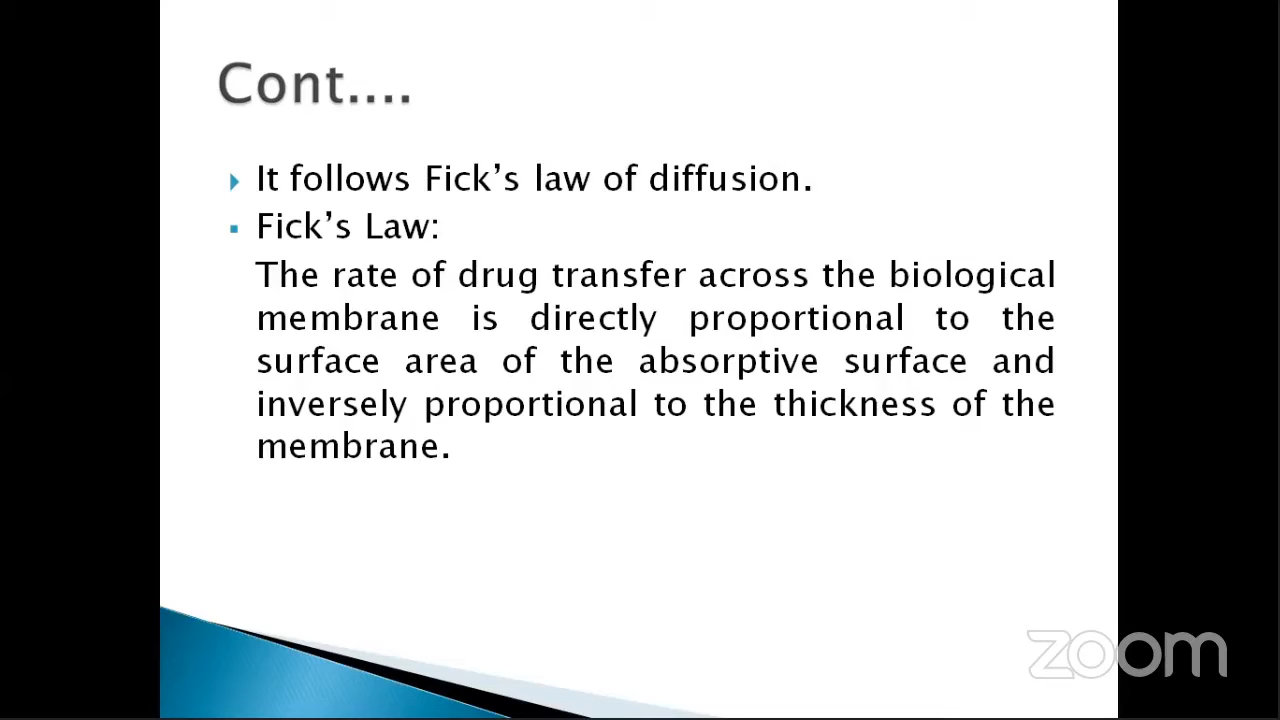 Cont....
It follows Fick's law of diffusion.
Fick's Law:
The rate of drug transfer across the biological
membrane is directly proportional to the
surface area of the absorptive surface and
inversely proportional to the thickness of the
membrane.
zoom